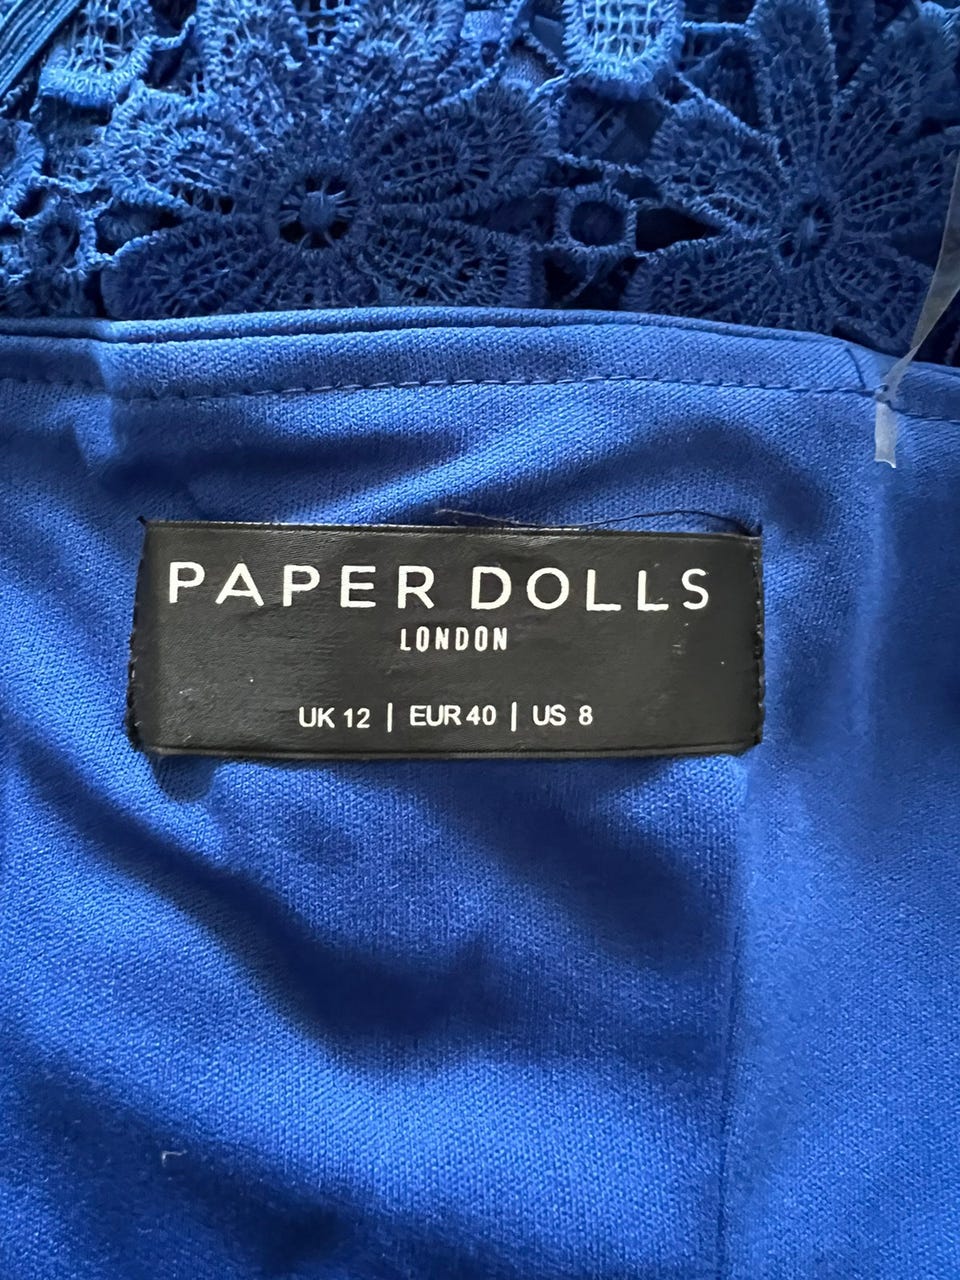 PAPER DOLLS
LONDON
UK 12 | EUR 40 | US 8